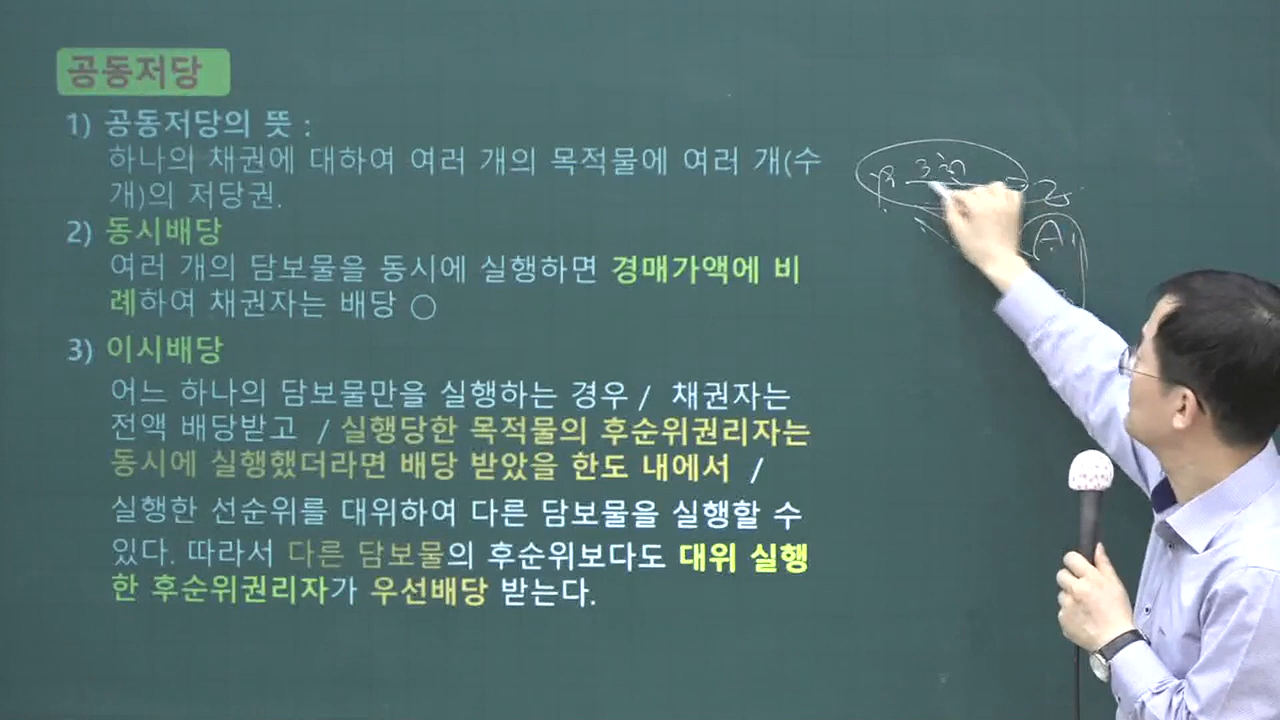 공동저당
1) 공동저당의 뜻 :
하나의 채권에 대하여 여러 개의 목적물에 여러 개(수
개)의 저당권.
2) 동시배당
여러 개의 담보물을 동시에 실행하면 경매가액에 비
례하여 채권자는 배당 ○
3) 이시배당
어느 하나의 담보물만을 실행하는 경우 / 채권자는
전액 배당받고 / 실행당한 목적물의 후순위권리자는
동시에 실행했더라면 배당 받았을 한도 내에서 /
실행한 선순위를 대위하여 다른 담보물을 실행할 수
있다. 따라서 다른 담보물의 후순위보다도 대위 실행
한 후순위권리자가 우선배당 받는다.